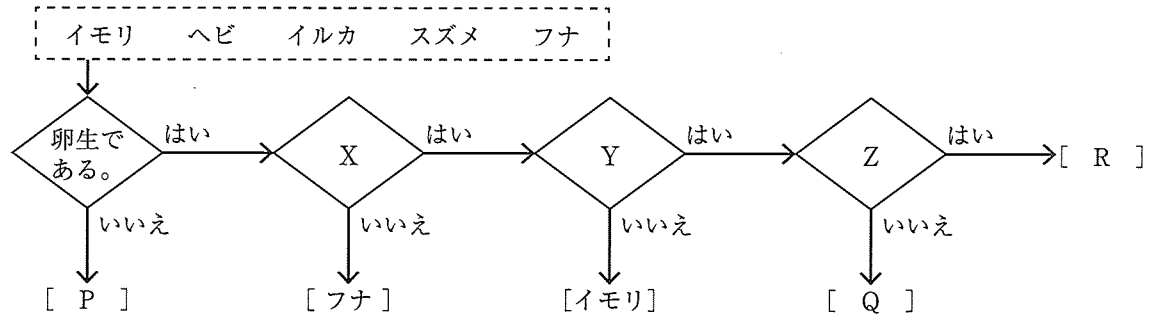 イモリ ヘビ イルカ スズメ フナ
卵生で
ある。
はい
X
はい
Y
はい
Z
はい
[ R ]
いいえ
いいえ
いいえ
いいえ
[ P ]
[フナ]
[イモリ]
[ Q ]